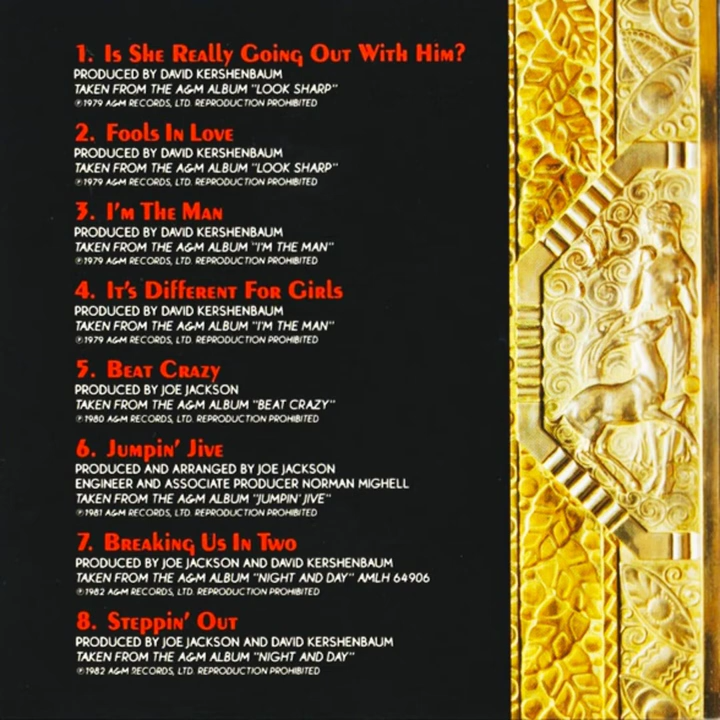 1. Is She Really Going Out With Him?
PRODUCED BY DAVID KERSHENBAUM
TAKEN FROM THE A&M ALBUM "LOOK SHARP"
℗1979 A&M RECORDS, LTD. REPRODUCTION PROHIBITED
2. Fools In Love
PRODUCED BY DAVID KERSHENBAUM
TAKEN FROM THE A&M ALBUM "LOOK SHARP"
℗1979 A&M RECORDS, LTD. REPRODUCTION PROHIBITED
3. I'm The Man
PRODUCED BY DAVID KERSHENBAUM
TAKEN FROM THE A&M ALBUM "I'M THE MAN"
℗1979 A&M RECORDS, LTD. REPRODUCTION PROHIBITED
4. It's Different For Girls
PRODUCED BY DAVID KERSHENBAUM
TAKEN FROM THE A&M ALBUM "I'M THE MAN"
℗1979 A&M RECORDS, LTD. REPRODUCTION PROHIBITED
5. Beat Crazy
PRODUCED BY JOE JACKSON
TAKEN FROM THE A&M ALBUM "BEAT CRAZY"
℗1980 A&M RECORDS, LTD. REPRODUCTION PROHIBITED
6. Jumpin' Jive
PRODUCED AND ARRANGED BY JOE JACKSON
ENGINEER AND ASSOCIATE PRODUCER NORMAN MIGHELL
TAKEN FROM THE A&M ALBUM "JUMPIN' JIVE"
℗1981 A&M RECORDS, LTD. REPRODUCTION PROHIBITED
7. Breaking Us In Two
PRODUCED BY JOE JACKSON AND DAVID KERSHENBAUM
TAKEN FROM THE A&M ALBUM "NIGHT AND DAY" AMLH 64906
℗1982 A&M RECORDS, LTD. REPRODUCTION PROHIBITED
8. Steppin' Out
PRODUCED BY JOE JACKSON AND DAVID KERSHENBAUM
TAKEN FROM THE A&M ALBUM "NIGHT AND DAY"
℗1982 A&M RECORDS, LTD. REPRODUCTION PROHIBITED